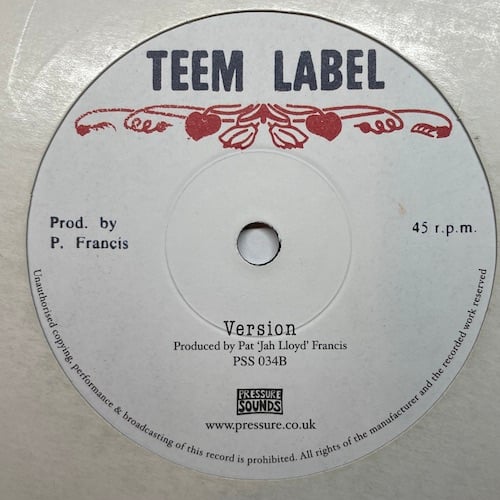 TEEM LABEL
Prod. by
P. Francis
45 r.p.m.
Version
Produced by Pat 'Jah Lloyd' Francis
PSS 034B
PRESSURE
SOUNDS
www.pressure.co.uk
Unauthorised copying, performance & broadcasting of this record is prohibited. All rights of the manufacturer and the recorded work reserved